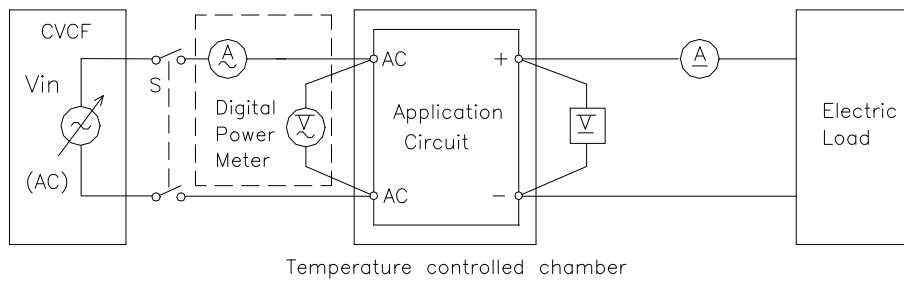 CVCF
Vin
(AC)
S
A
Digital
Power
Meter
V
AC
AC
Application
Circuit
+
−
V
A
Electric
Load
Temperature controlled chamber